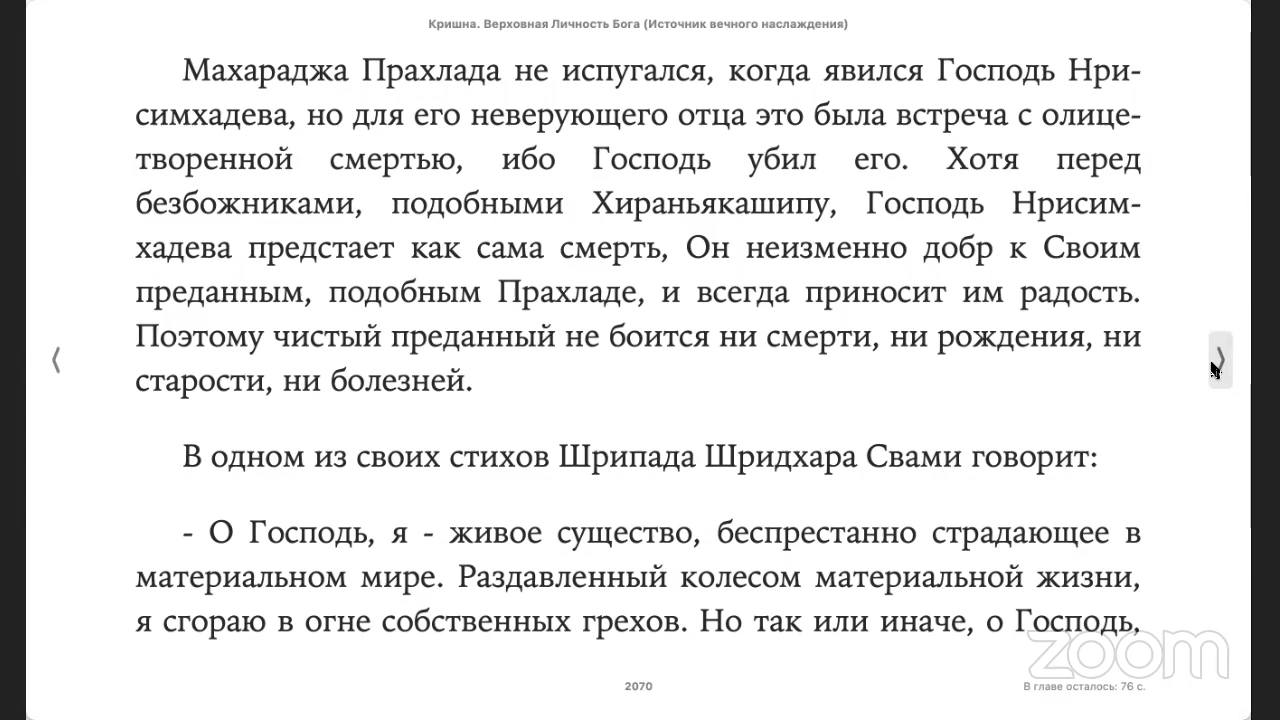 Кришна. Верховная Личность Бога (Источник вечного наслаждения)
Махараджа Прахлада не испугался, когда явился Господь Нри-
симхадева, но для его неверующего отца это была встреча с олице-
творенной смертью, ибо Господь убил его. Хотя перед
безбожниками, подобными Хираньякашипу, Господь Нрисим-
хадева предстает как сама смерть, Он неизменно добр к Своим
преданным, подобным Прахладе, и всегда приносит им радость.
Поэтому чистый преданный не боится ни смерти, ни рождения, ни
старости, ни болезней.
В одном из своих стихов Шрипада Шридхара Свами говорит:
- О Господь, я - живое существо, беспрестанно страдающее в
материальном мире. Раздавленный колесом материальной жизни,
я сгораю в огне собственных грехов. Но так или иначе, о Господь,
zoom
2070
В главе осталось: 76 с.